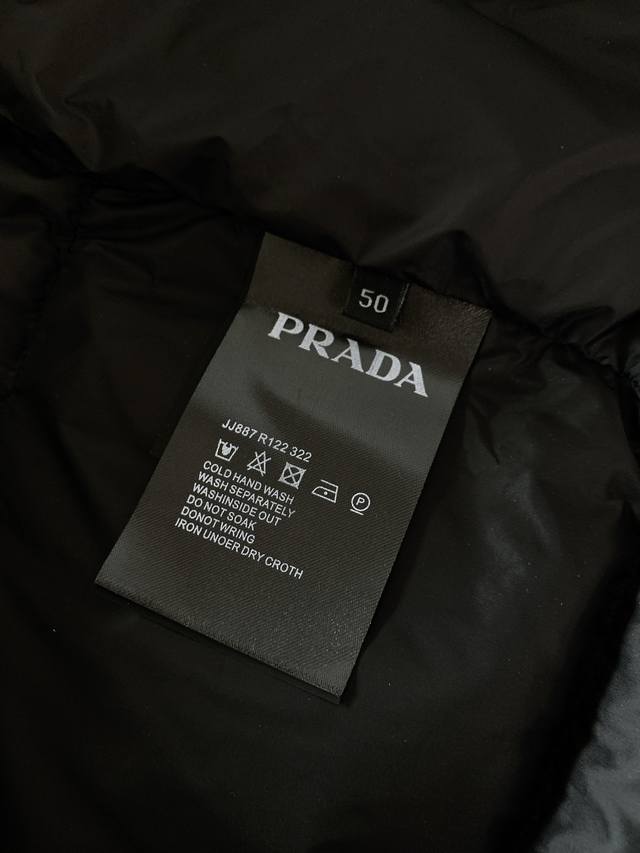 50
PRADA
JJ887 R122 322
P
COLD HAND WASH
WASH SEPARATELY
WASHINSIDE OUT
DO NOT SOAK
DONOT WRING
IRON UNOER DRY CROTH